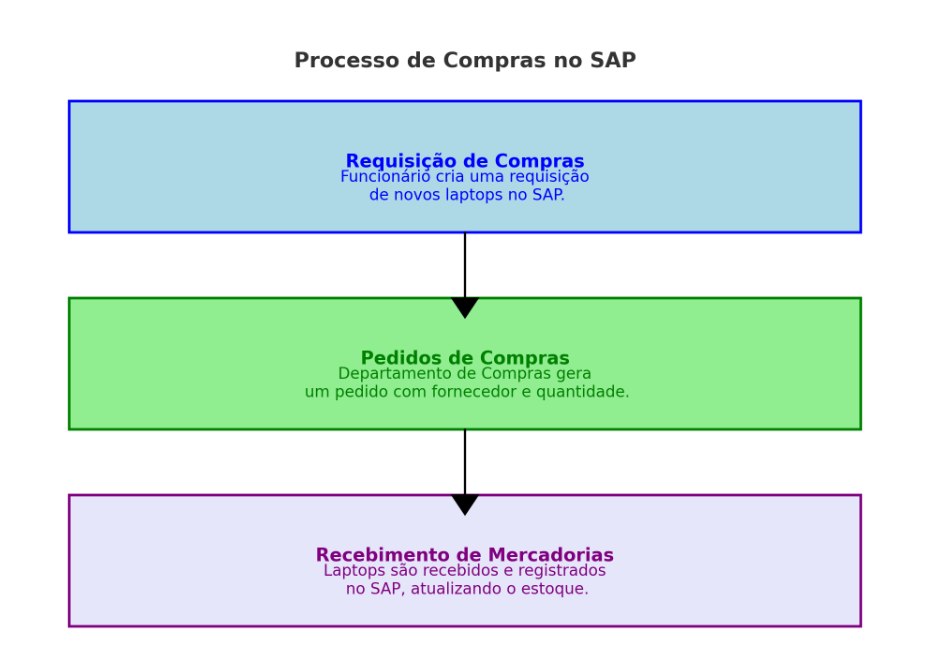 Processo de Compras no SAP
Requisição de Compras
Funcionário cria uma requisição
de novos laptops no SAP.
Pedidos de Compras
Departamento de Compras gera
um pedido com fornecedor e quantidade.
Recebimento de Mercadorias
Laptops são recebidos e registrados
no SAP, atualizando o estoque.